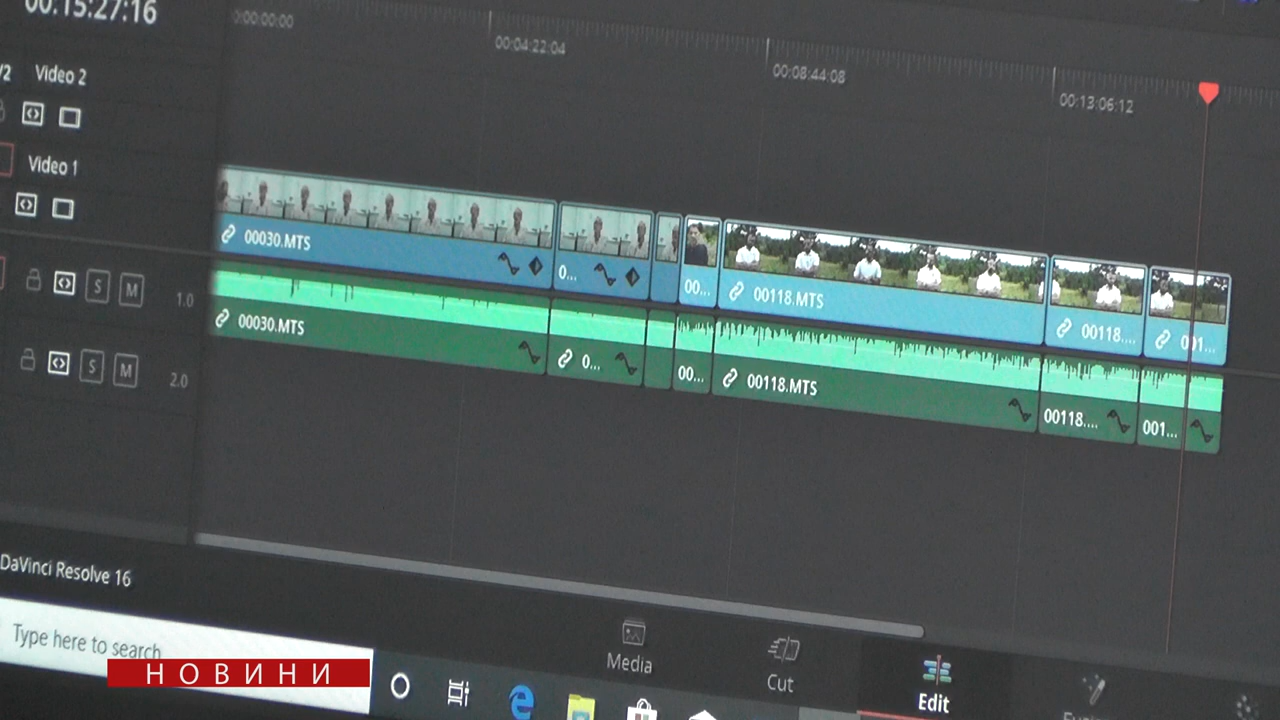 00:15:27:16
00:00:00:00
00:04:22:04
00:08:44:08
00:13:06:12
Video 2
Video 1
00030.MTS
0...
00...
00118.MTS
00118....
001...
S M 1.0
00030.MTS
0...
00...
00118.MTS
00118....
001...
S M 2.0
DaVinci Resolve 16
Type here to search
НОВИНИ
Media
Cut
Edit